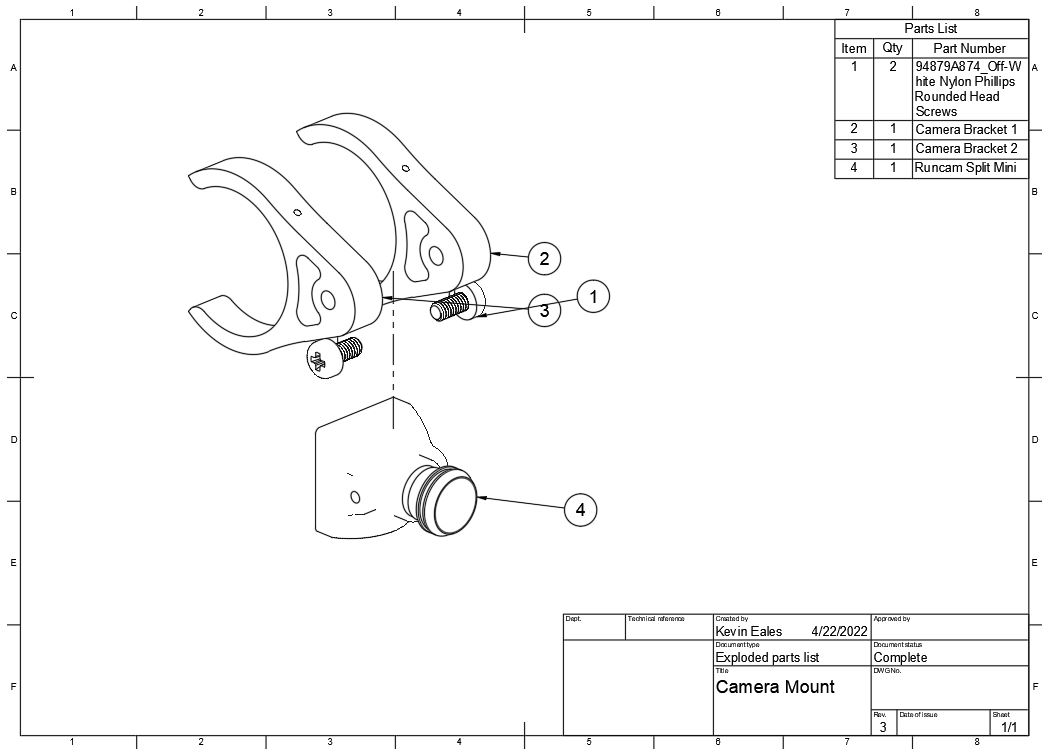 1 2 3 4 5 6 7 8
Parts List
Item Qty Part Number
1 2 94879A874_Off-W
hite Nylon Phillips
Rounded Head
Screws
2 1 Camera Bracket 1
3 1 Camera Bracket 2
4 1 Runcam Split Mini
A A
B B
2
1
3
C C
D D
4
E E
Dept. Technical reference Created by Approved by
Kevin Eales 4/22/2022
Document type Document status
Exploded parts list Complete
Title DWG No.
Camera Mount
F F
Rev. Date of issue Sheet
3 1/1
1 2 3 4 5 6 7 8